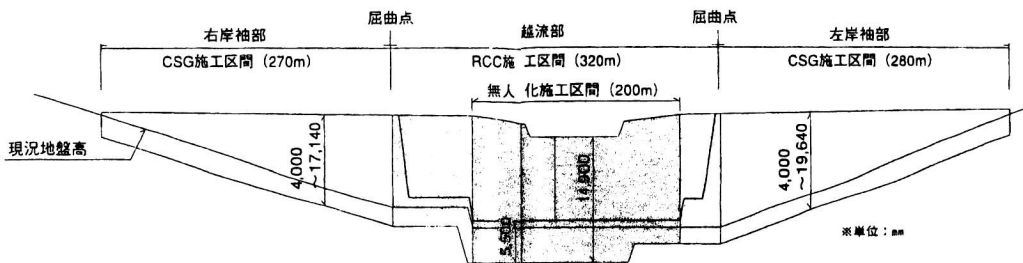 屈曲点
屈曲点
右岸袖部
越流部
左岸袖部
CSG施工区間（270m）
RCC施 工区間（320m）
CSG施工区間（280m）
無人 化施工区間（200m）
現況地盤高
4,000
～17,140
14,900
5,500
4,000
～19,640
※単位：mm